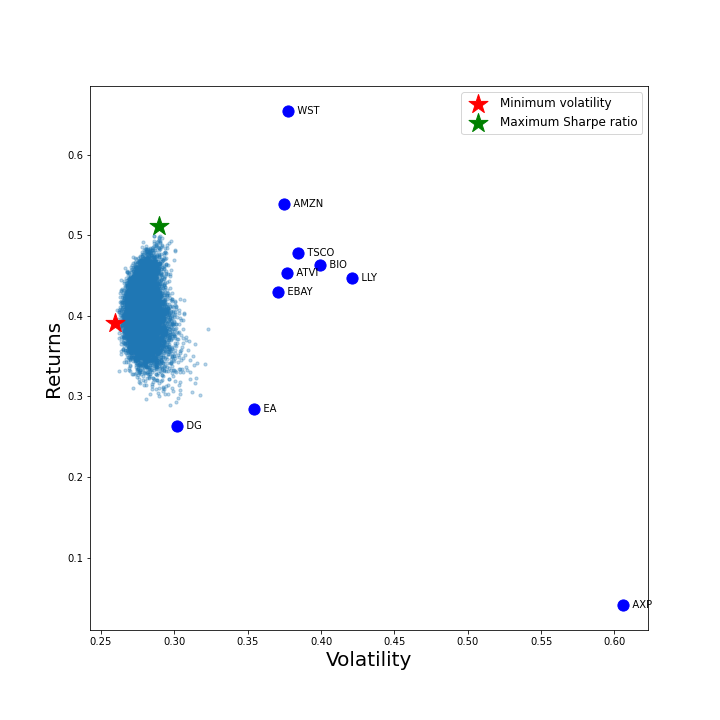 Minimum volatility
Maximum Sharpe ratio
WST
AMZN
TSCO
BIO
ATVI
LLY
EBAY
EA
DG
AXP
0.6
0.5
0.4
0.3
0.2
0.1
Returns
0.25 0.30 0.35 0.40 0.45 0.50 0.55 0.60
Volatility